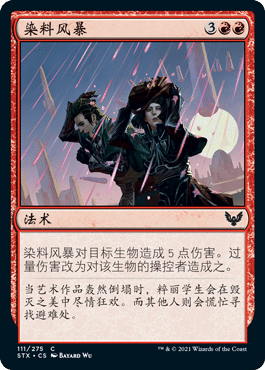 染料风暴 3
法术
染料风暴对目标生物造成5点伤害。过
量伤害改为对该生物的操控者造成之。
当艺术作品轰然倒塌时，粹丽学生会在毁
灭之美中尽情狂欢。而其他人则会慌忙寻
找避难处。
111/275 C
STX • CS BAYARD WU
™ & © 2021 Wizards of the Coast